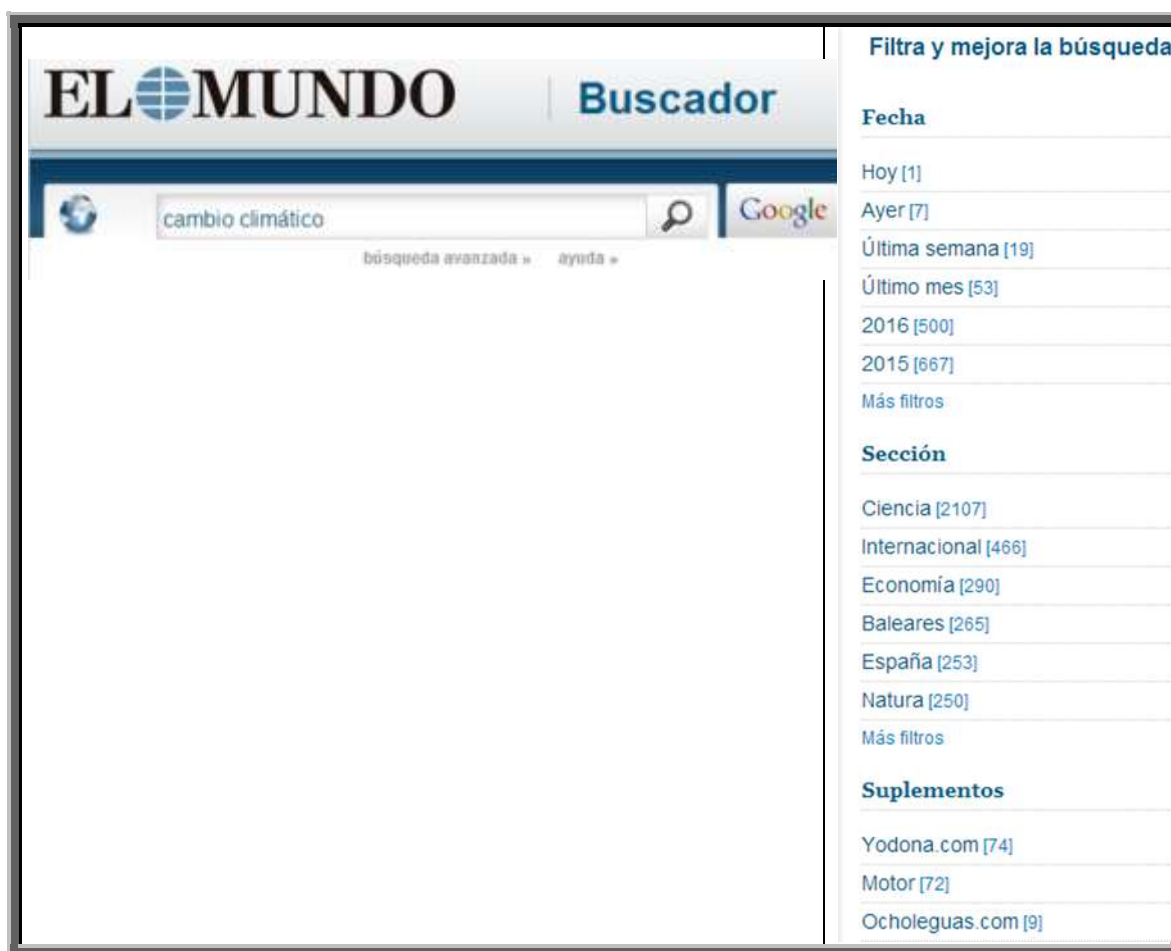 EL MUNDO
Buscador
cambio climático
Google
búsqueda avanzada »
ayuda »
Filtra y mejora la búsqueda
Fecha
Hoy [1]
Ayer [7]
Última semana [19]
Último mes [53]
2016 [500]
2015 [667]
Más filtros
Sección
Ciencia [2107]
Internacional [466]
Economía [290]
Baleares [265]
España [253]
Natura [250]
Más filtros
Suplementos
Yodona.com [74]
Motor [72]
Ocholeguas.com [9]